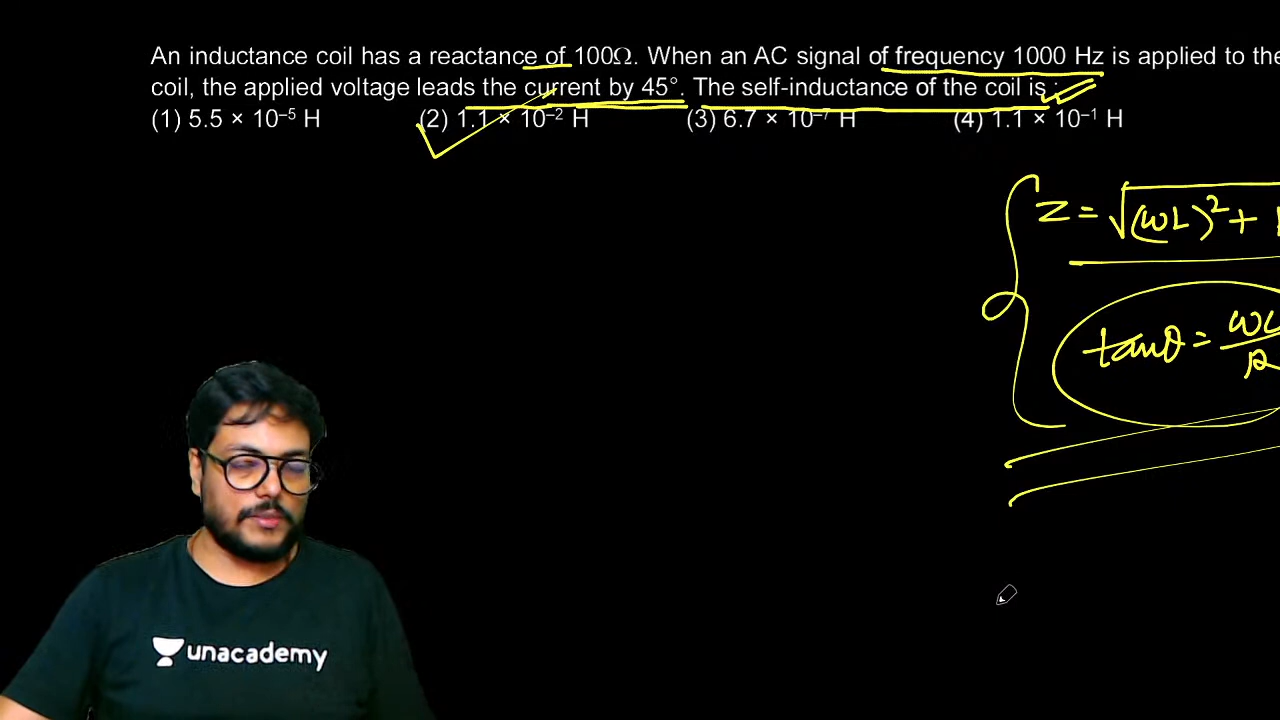 An inductance coil has a reactance of 100Ω. When an AC signal of frequency 1000 Hz is applied to the
coil, the applied voltage leads the current by 45°. The self-inductance of the coil is :
(1) 5.5 × 10⁻⁵ H (2) 1.1 × 10⁻² H (3) 6.7 × 10⁻⁷ H (4) 1.1 × 10⁻¹ H
Z = √(ωL)² +
tanθ = ωL/R
unacademy